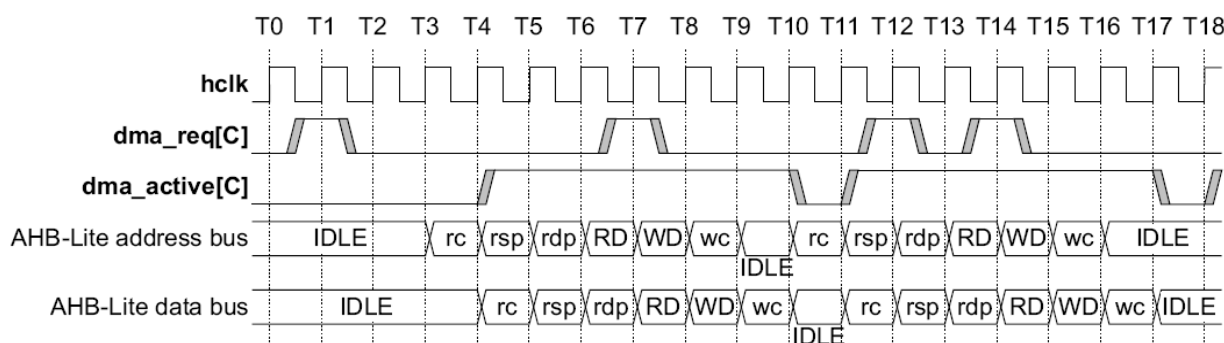 T0 T1 T2 T3 T4 T5 T6 T7 T8 T9 T10 T11 T12 T13 T14 T15 T16 T17 T18
hclk
dma_req[C]
dma_active[C]
AHB-Lite address bus IDLE rc rsp rdp RD WD wc IDLE rc rsp rdp RD WD wc IDLE
AHB-Lite data bus IDLE rc rsp rdp RD WD wc IDLE rc rsp rdp RD WD wc IDLE